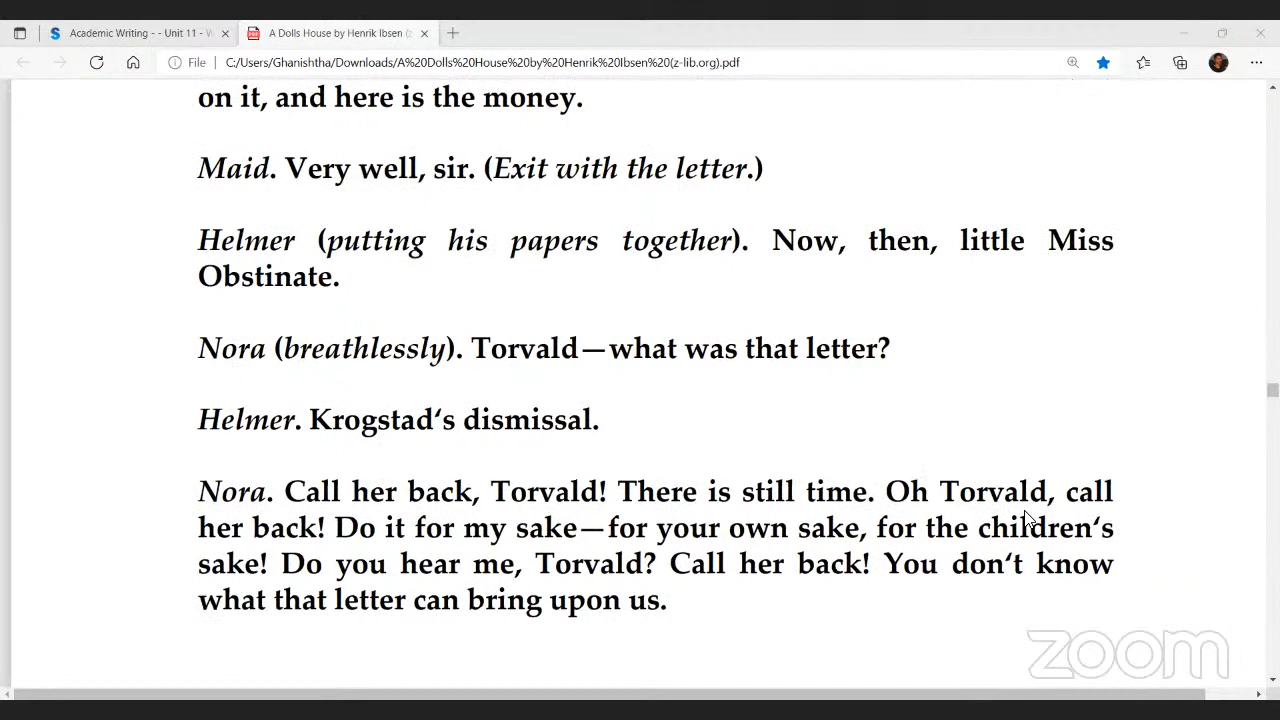 Academic Writing - - Unit 11 - W
A Dolls House by Henrik Ibsen (z
File
C:/Users/Ghanishtha/Downloads/A%20Dolls%20House%20by%20Henrik%20Ibsen%20(z-lib.org).pdf
on it, and here is the money.
Maid. Very well, sir. (Exit with the letter.)
Helmer (putting his papers together). Now, then, little Miss
Obstinate.
Nora (breathlessly). Torvald—what was that letter?
Helmer. Krogstad‘s dismissal.
Nora. Call her back, Torvald! There is still time. Oh Torvald, call
her back! Do it for my sake—for your own sake, for the children‘s
sake! Do you hear me, Torvald? Call her back! You don‘t know
what that letter can bring upon us.
zoom